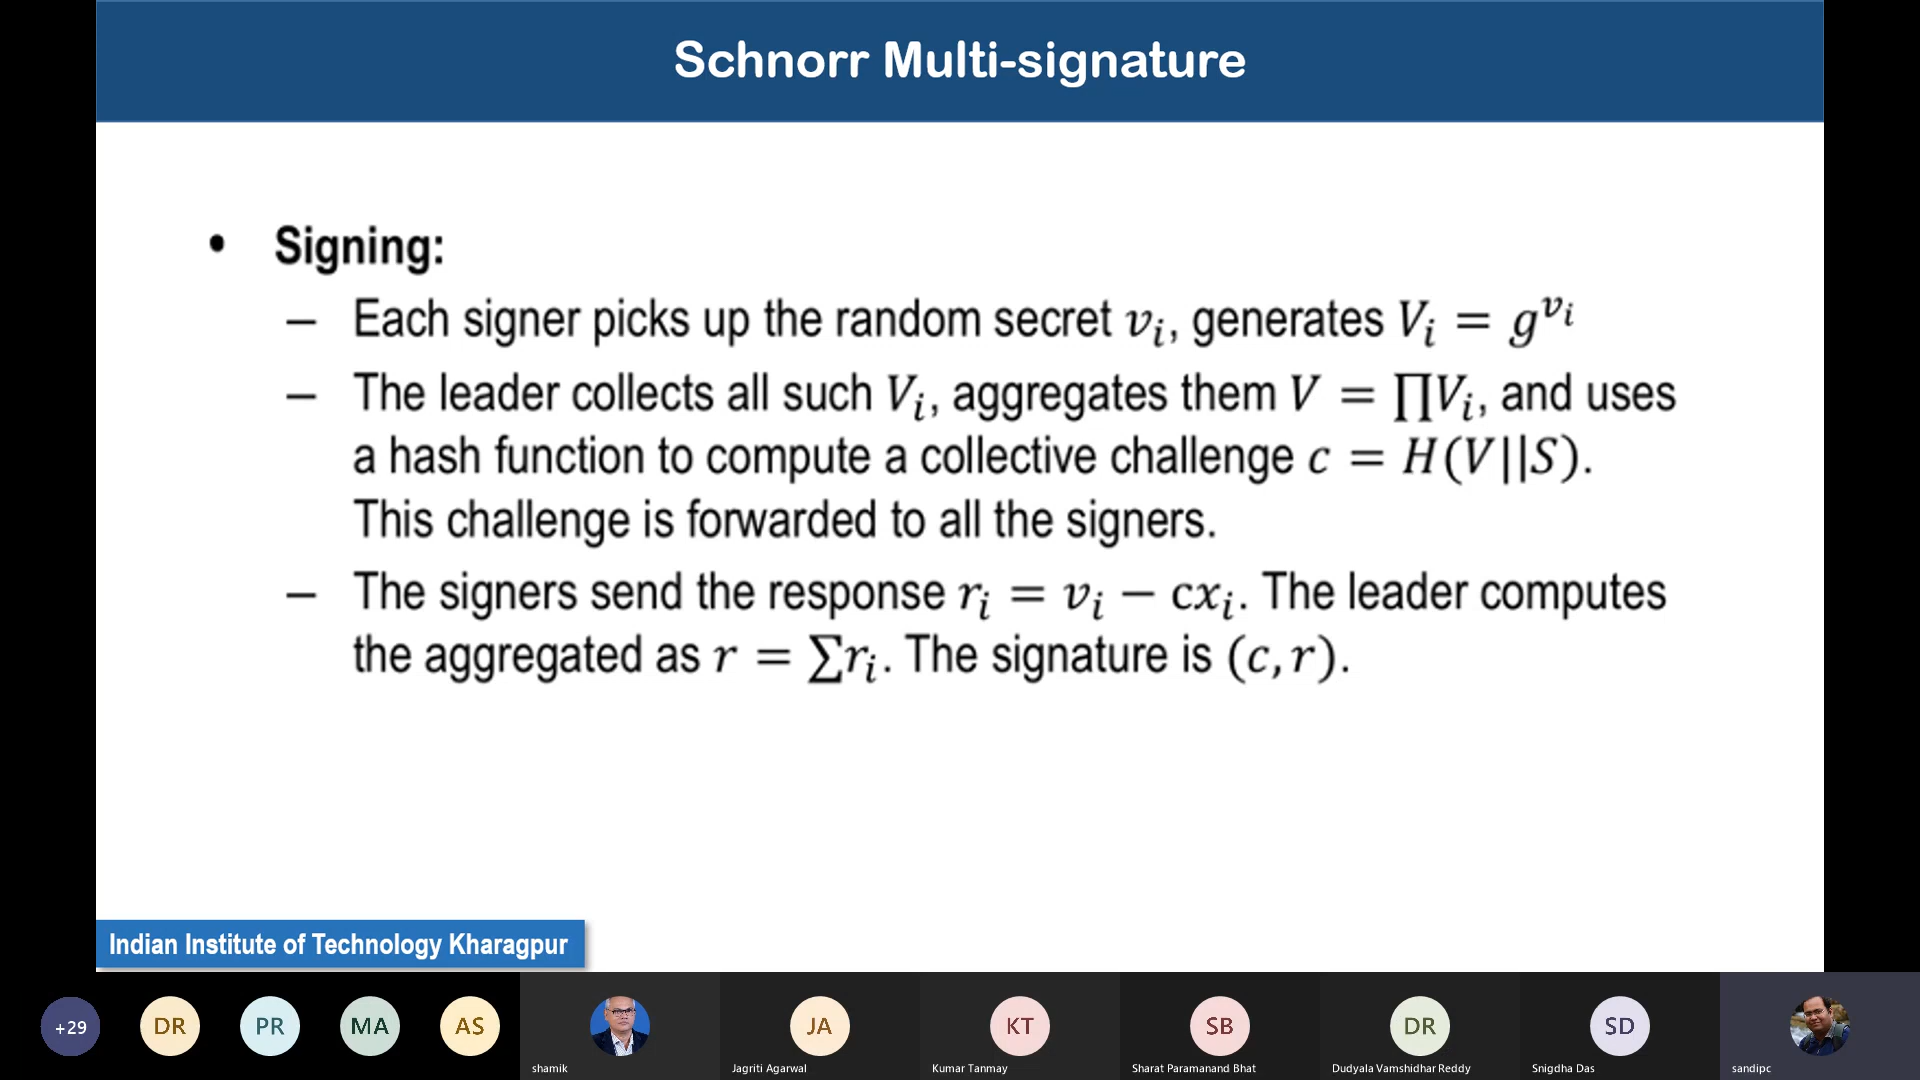 Schnorr Multi-signature
• Signing:
– Each signer picks up the random secret 𝑣ᵢ, generates 𝑉ᵢ = 𝑔^𝑣ᵢ
– The leader collects all such 𝑉ᵢ, aggregates them 𝑉 = ∏𝑉ᵢ, and uses
a hash function to compute a collective challenge 𝑐 = 𝐻(𝑉||𝑆).
This challenge is forwarded to all the signers.
– The signers send the response 𝑟ᵢ = 𝑣ᵢ − c𝑥ᵢ. The leader computes
the aggregated as 𝑟 = ∑𝑟ᵢ. The signature is (𝑐, 𝑟).
Indian Institute of Technology Kharagpur
+29
DR
PR
MA
AS
shamik
JA
Jagriti Agarwal
KT
Kumar Tanmay
SB
Sharat Paramanand Bhat
DR
Dudyala Vamshidhar Reddy
SD
Snigdha Das
sandipc